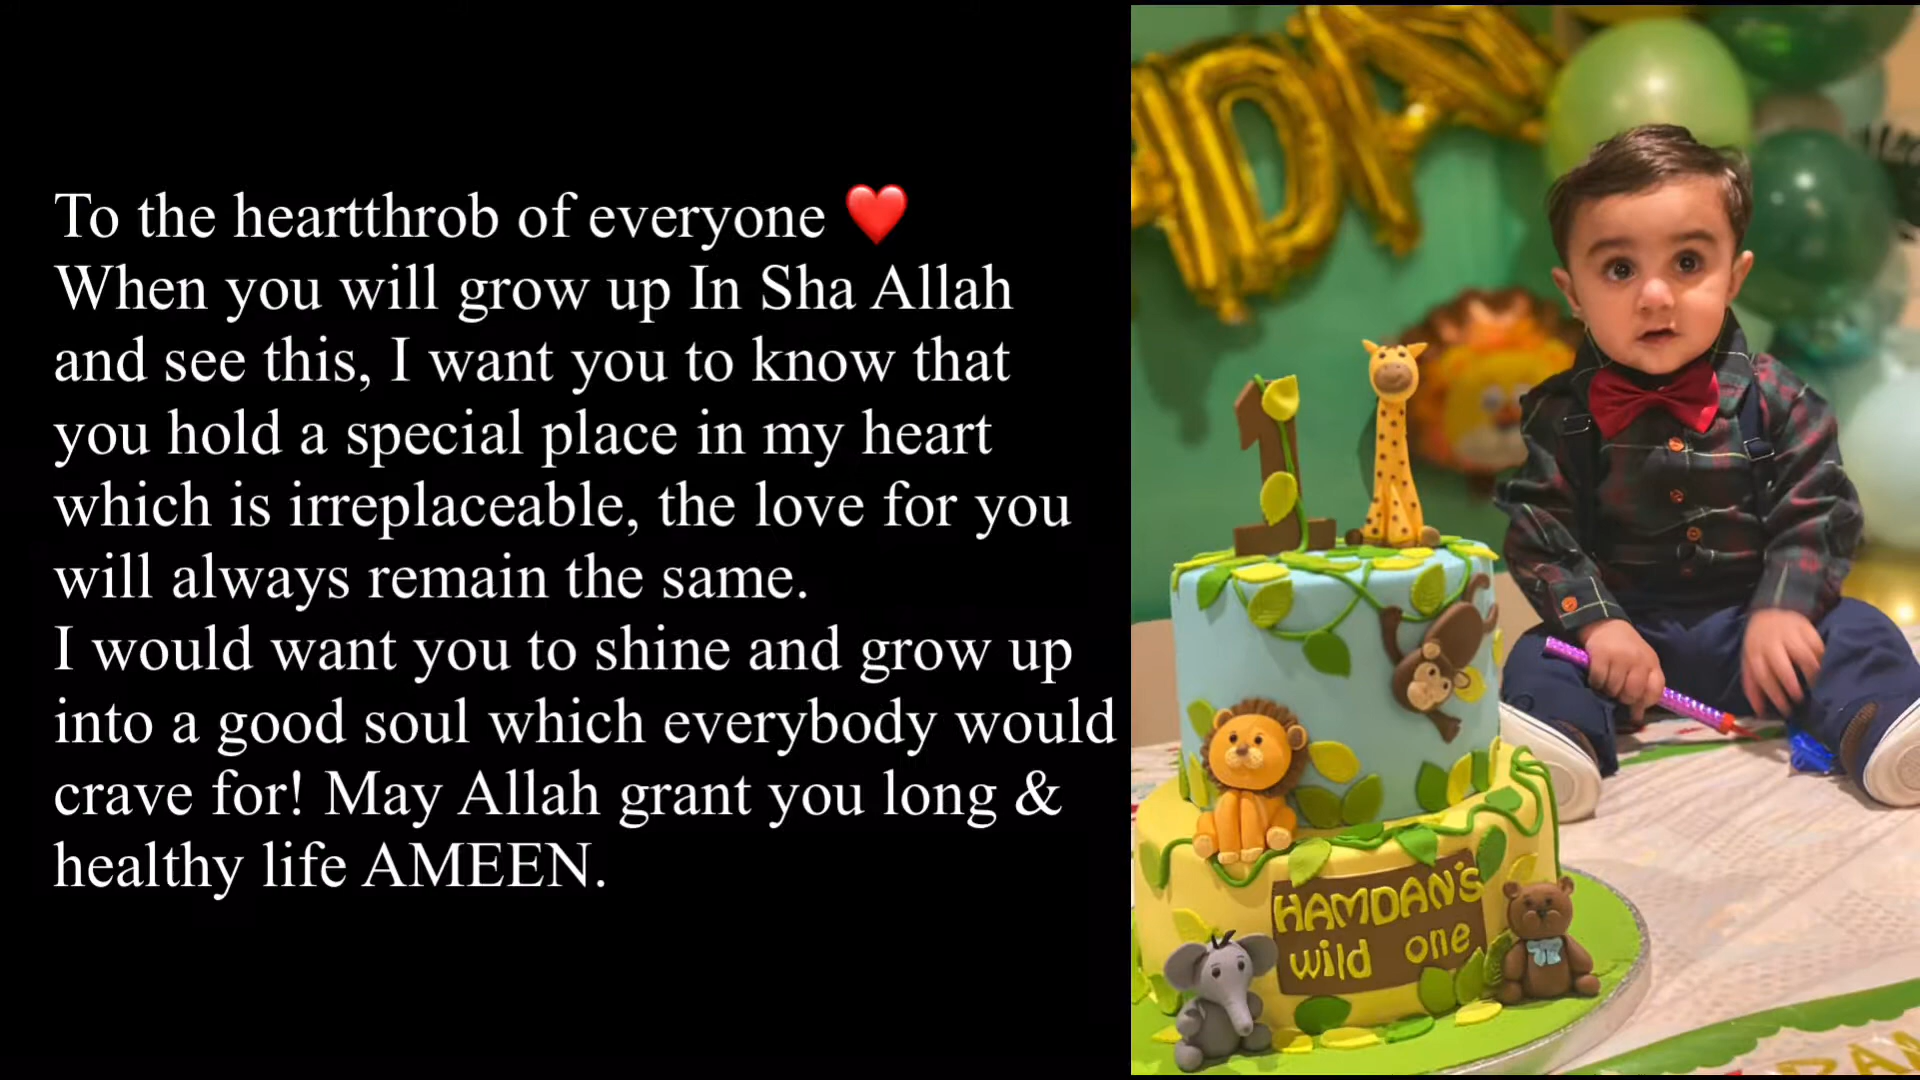 To the heartthrob of everyone ❤️
When you will grow up In Sha Allah
and see this, I want you to know that
you hold a special place in my heart
which is irreplaceable, the love for you
will always remain the same.
I would want you to shine and grow up
into a good soul which everybody would
crave for! May Allah grant you long &
healthy life AMEEN.
1
HAMDAN'S
wild one